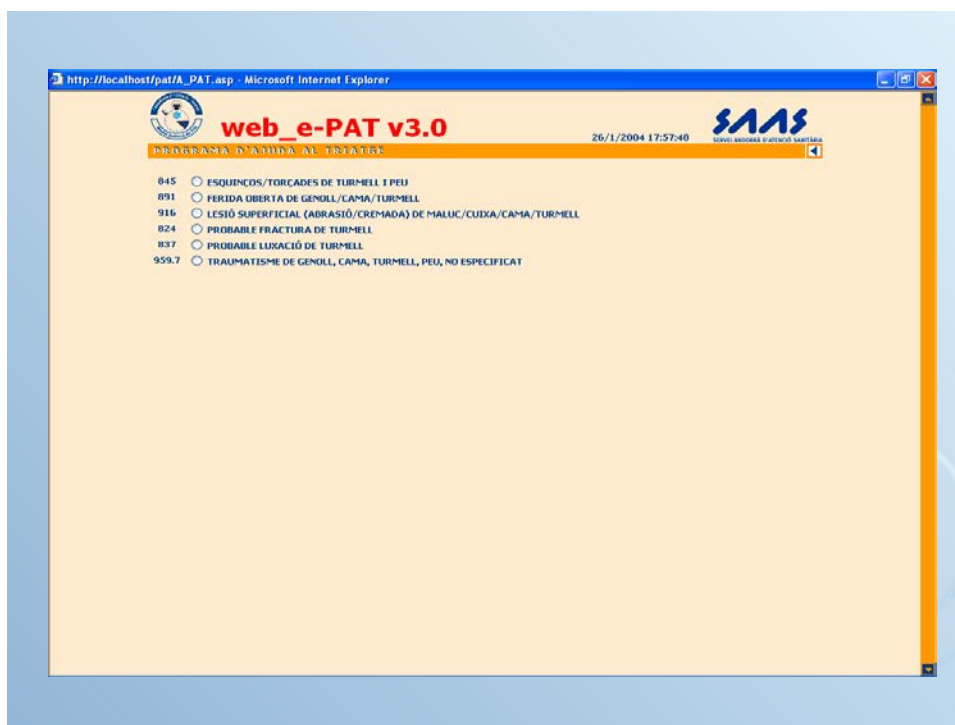 http://localhost/pat/A_PAT.asp - Microsoft Internet Explorer
web_e-PAT v3.0
26/1/2004 17:57:40
SAAS
SERVEI ANDORRÀ D'ATENCIÓ SANITÀRIA
PROGRAMA D'AJUDA AL TRIATGE
845 ESQUINÇOS/TORÇADES DE TURMELL I PEU
891 FERIDA OBERTA DE GENOLL/CAMA/TURMELL
916 LESIÓ SUPERFICIAL (ABRASIÓ/CREMADA) DE MALUC/CUIXA/CAMA/TURMELL
824 PROBABLE FRACTURA DE TURMELL
837 PROBABLE LUXACIÓ DE TURMELL
959.7 TRAUMATISME DE GENOLL, CAMA, TURMELL, PEU, NO ESPECIFICAT